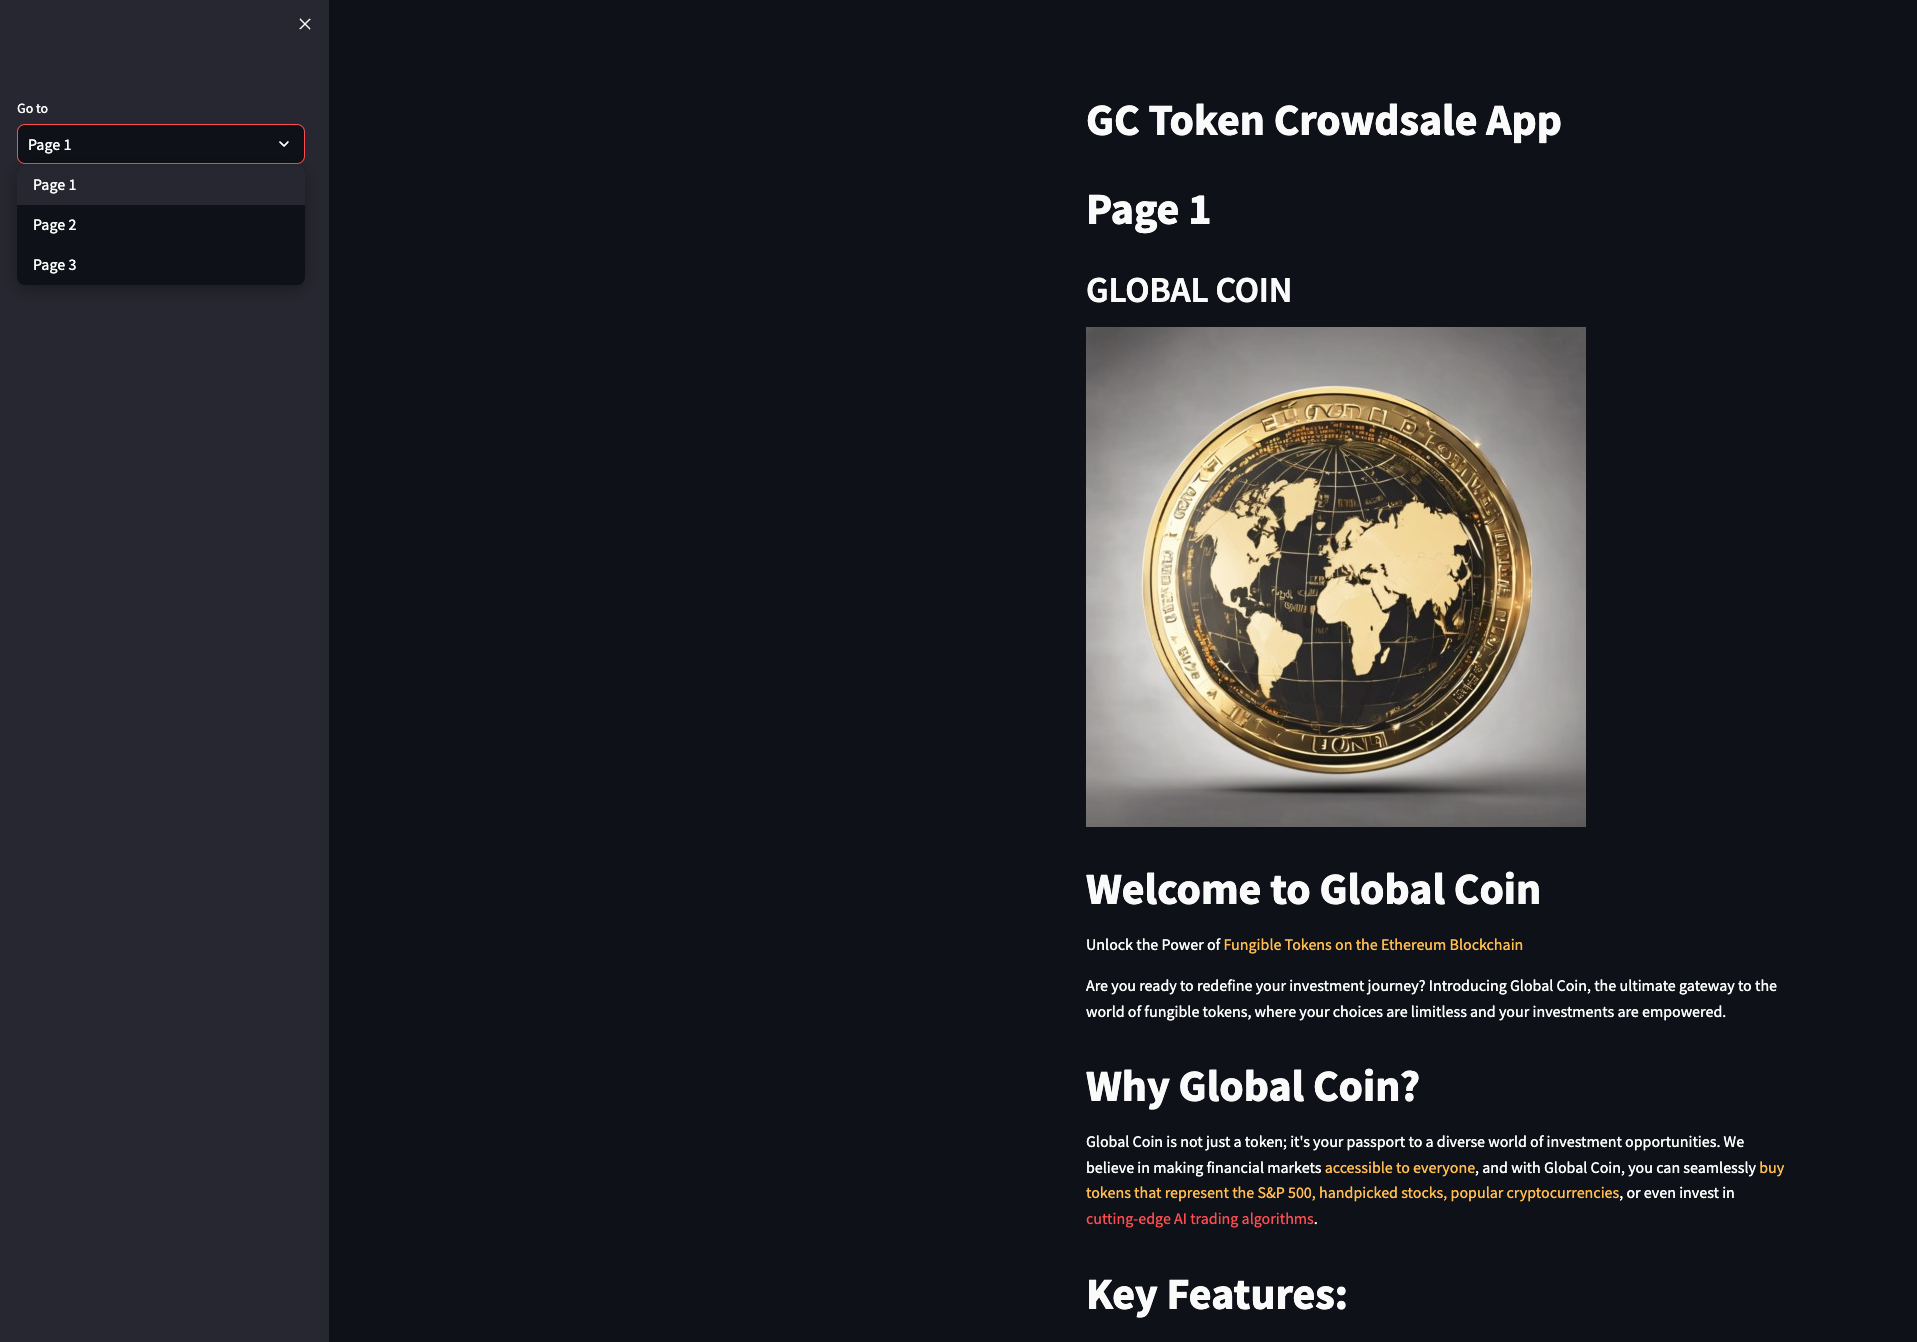 Go to
Page 1
Page 1
Page 2
Page 3
GC Token Crowdsale App
Page 1
GLOBAL COIN
Welcome to Global Coin
Unlock the Power of Fungible Tokens on the Ethereum Blockchain
Are you ready to redefine your investment journey? Introducing Global Coin, the ultimate gateway to the
world of fungible tokens, where your choices are limitless and your investments are empowered.
Why Global Coin?
Global Coin is not just a token; it's your passport to a diverse world of investment opportunities. We
believe in making financial markets accessible to everyone, and with Global Coin, you can seamlessly buy
tokens that represent the S&P 500, handpicked stocks, popular cryptocurrencies, or even invest in
cutting-edge AI trading algorithms.
Key Features: